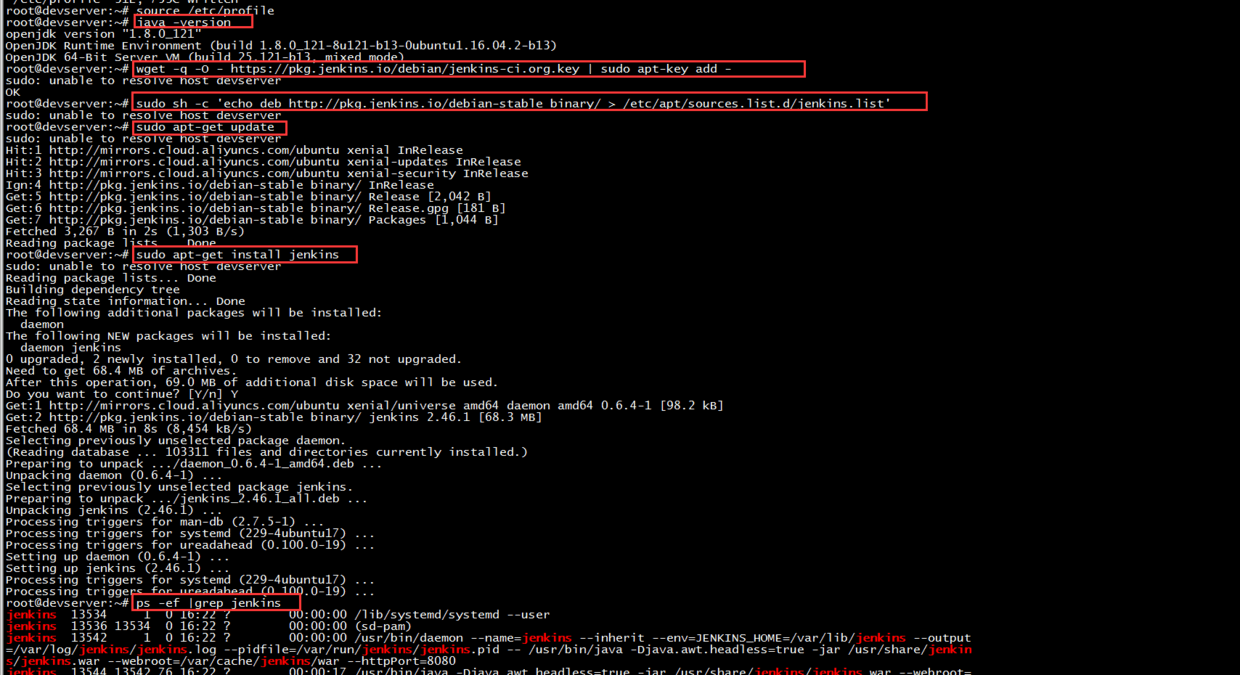 /etc/profile" 31L, 793C written
root@devserver:~# source /etc/profile
root@devserver:~# java -version
openjdk version "1.8.0_121"
OpenJDK Runtime Environment (build 1.8.0_121-8u121-b13-0ubuntu1.16.04.2-b13)
OpenJDK 64-Bit Server VM (build 25.121-b13, mixed mode)
root@devserver:~# wget -q -O - https://pkg.jenkins.io/debian/jenkins-ci.org.key | sudo apt-key add -
sudo: unable to resolve host devserver
OK
root@devserver:~# sudo sh -c 'echo deb http://pkg.jenkins.io/debian-stable binary/ > /etc/apt/sources.list.d/jenkins.list'
sudo: unable to resolve host devserver
root@devserver:~# sudo apt-get update
sudo: unable to resolve host devserver
Hit:1 http://mirrors.cloud.aliyuncs.com/ubuntu xenial InRelease
Hit:2 http://mirrors.cloud.aliyuncs.com/ubuntu xenial-updates InRelease
Hit:3 http://mirrors.cloud.aliyuncs.com/ubuntu xenial-security InRelease
Ign:4 http://pkg.jenkins.io/debian-stable binary/ InRelease
Get:5 http://pkg.jenkins.io/debian-stable binary/ Release [2,042 B]
Get:6 http://pkg.jenkins.io/debian-stable binary/ Release.gpg [181 B]
Get:7 http://pkg.jenkins.io/debian-stable binary/ Packages [1,044 B]
Fetched 3,267 B in 2s (1,303 B/s)
Reading package lists... Done
root@devserver:~# sudo apt-get install jenkins
sudo: unable to resolve host devserver
Reading package lists... Done
Building dependency tree
Reading state information... Done
The following additional packages will be installed:
daemon
The following NEW packages will be installed:
daemon jenkins
0 upgraded, 2 newly installed, 0 to remove and 32 not upgraded.
Need to get 68.4 MB of archives.
After this operation, 69.0 MB of additional disk space will be used.
Do you want to continue? [Y/n] Y
Get:1 http://mirrors.cloud.aliyuncs.com/ubuntu xenial/universe amd64 daemon amd64 0.6.4-1 [98.2 kB]
Get:2 http://pkg.jenkins.io/debian-stable binary/ jenkins 2.46.1 [68.3 MB]
Fetched 68.4 MB in 8s (8,454 kB/s)
Selecting previously unselected package daemon.
(Reading database ... 103311 files and directories currently installed.)
Preparing to unpack .../daemon_0.6.4-1_amd64.deb ...
Unpacking daemon (0.6.4-1) ...
Selecting previously unselected package jenkins.
Preparing to unpack .../jenkins_2.46.1_all.deb ...
Unpacking jenkins (2.46.1) ...
Processing triggers for man-db (2.7.5-1) ...
Processing triggers for systemd (229-4ubuntu17) ...
Processing triggers for ureadahead (0.100.0-19) ...
Setting up daemon (0.6.4-1) ...
Setting up jenkins (2.46.1) ...
Processing triggers for systemd (229-4ubuntu17) ...
Processing triggers for ureadahead (0.100.0-19) ...
root@devserver:~# ps -ef |grep jenkins
jenkins 13534 1 0 16:22 ? 00:00:00 /lib/systemd/systemd --user
jenkins 13536 13534 0 16:22 ? 00:00:00 (sd-pam)
jenkins 13542 1 0 16:22 ? 00:00:00 /usr/bin/daemon --name=jenkins --inherit --env=JENKINS_HOME=/var/lib/jenkins --output
=/var/log/jenkins/jenkins.log --pidfile=/var/run/jenkins/jenkins.pid -- /usr/bin/java -Djava.awt.headless=true -jar /usr/share/jenkin
s/jenkins.war --webroot=/var/cache/jenkins/war --httpPort=8080
jenkins 13544 13542 76 16:22 ? 00:00:17 /usr/bin/java -Djava.awt.headless=true -jar /usr/share/jenkins/jenkins.war --webroot=